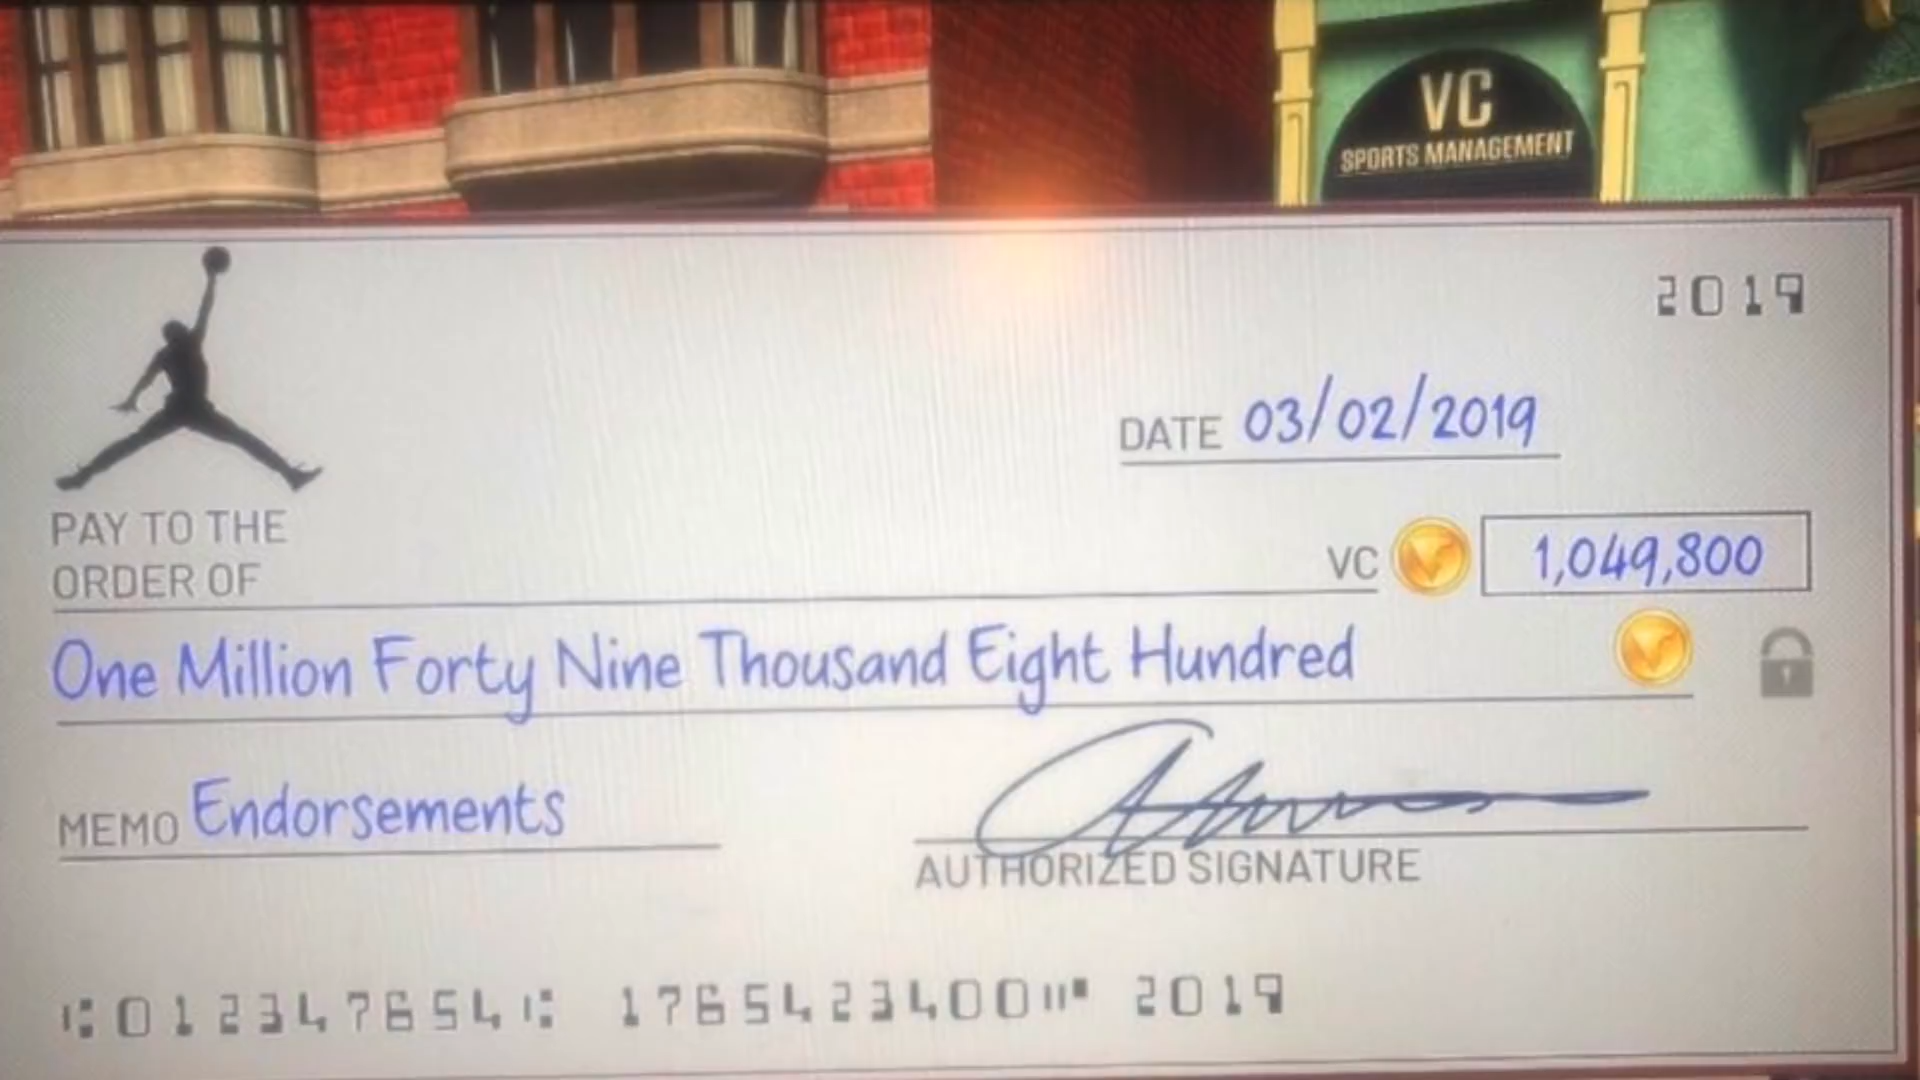 VC
SPORTS MANAGEMENT
2019
DATE 03/02/2019
PAY TO THE
ORDER OF
VC 1,049,800
One Million Forty Nine Thousand Eight Hundred
MEMO Endorsements
AUTHORIZED SIGNATURE
⑆012347654⑆ 1765423400⑈ 2019